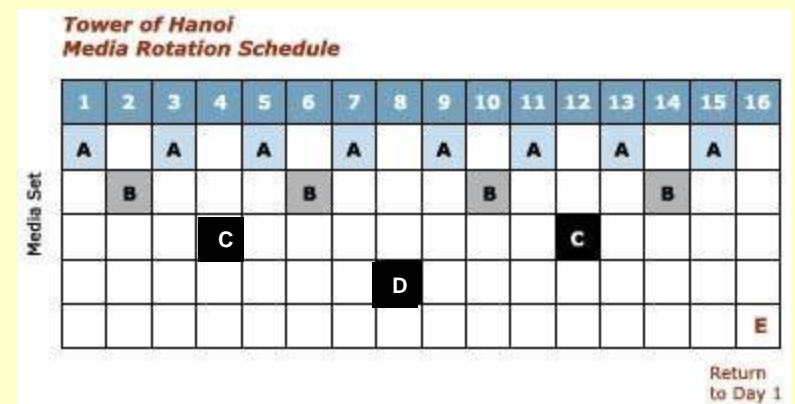 Tower of Hanoi
Media Rotation Schedule
1 2 3 4 5 6 7 8 9 10 11 12 13 14 15 16
A A A A A A A A
B B B B
C C
D
E
Media Set
Return
to Day 1